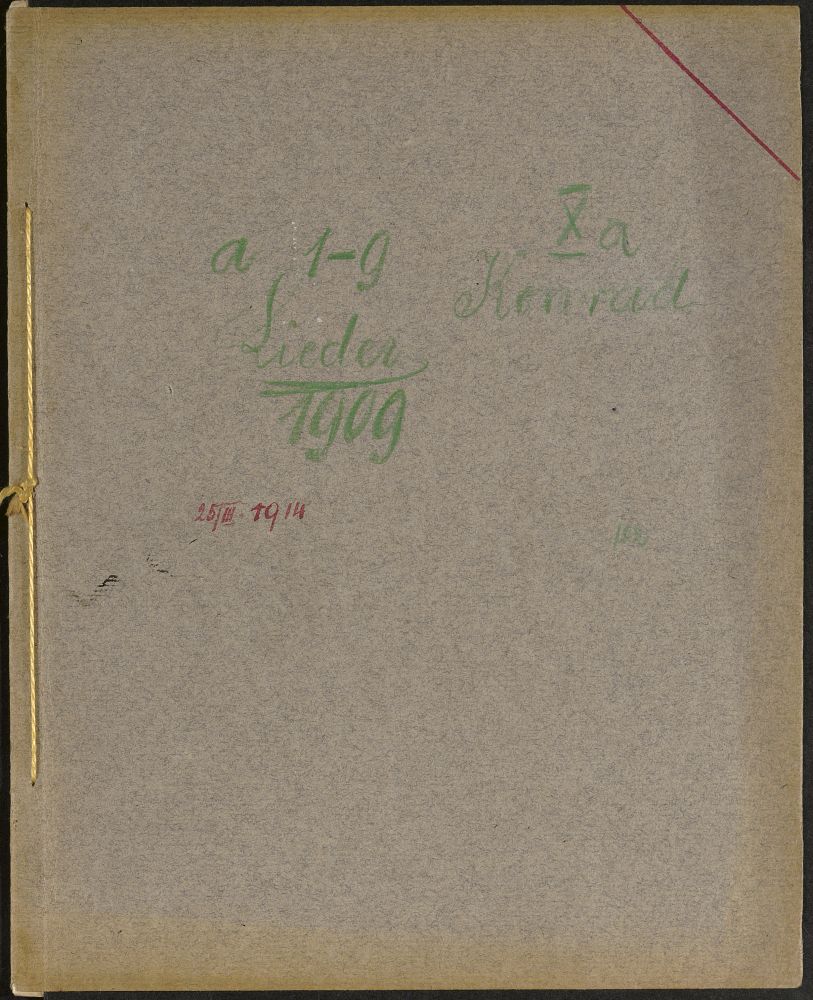 a 1-9
Lieder
1909
X a
Konrad
25/III. 1914